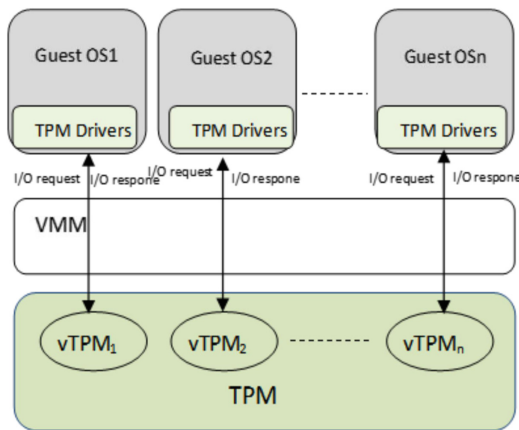 Guest OS1
Guest OS2
Guest OSn
TPM Drivers
TPM Drivers
TPM Drivers
I/O request
I/O respone
I/O request
I/O respone
I/O request
I/O respone
VMM
vTPM1
vTPM2
vTPMn
TPM